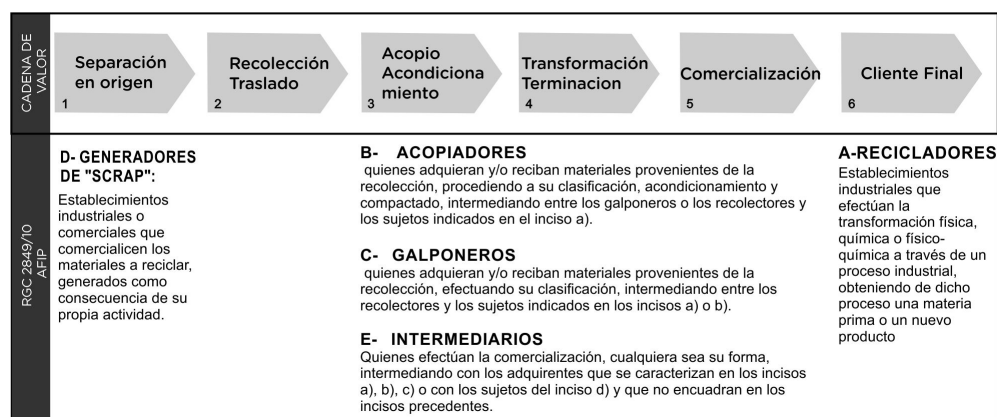 CADENA DE
VALOR
Separación
en origen
1
Recolección
Traslado
2
Acopio
Acondiciona
miento
3
Transformación
Terminacion
4
Comercialización
5
Cliente Final
6
RGC 2849/10
AFIP
D- GENERADORES
DE "SCRAP":
Establecimientos
industriales o
comerciales que
comercialicen los
materiales a reciclar,
generados como
consecuencia de su
propia actividad.
B- ACOPIADORES
quienes adquieran y/o reciban materiales provenientes de la
recolección, procediendo a su clasificación, acondicionamiento y
compactado, intermediando entre los galponeros o los recolectores y
los sujetos indicados en el inciso a).
C- GALPONEROS
quienes adquieran y/o reciban materiales provenientes de la
recolección, efectuando su clasificación, intermediando entre los
recolectores y los sujetos indicados en los incisos a) o b).
E- INTERMEDIARIOS
Quienes efectúan la comercialización, cualquiera sea su forma,
intermediando con los adquirentes que se caracterizan en los incisos
a), b), c) o con los sujetos del inciso d) y que no encuadran en los
incisos precedentes.
A-RECICLADORES
Establecimientos
industriales que
efectúan la
transformación física,
química o físico-
química a través de un
proceso industrial,
obteniendo de dicho
proceso una materia
prima o un nuevo
producto